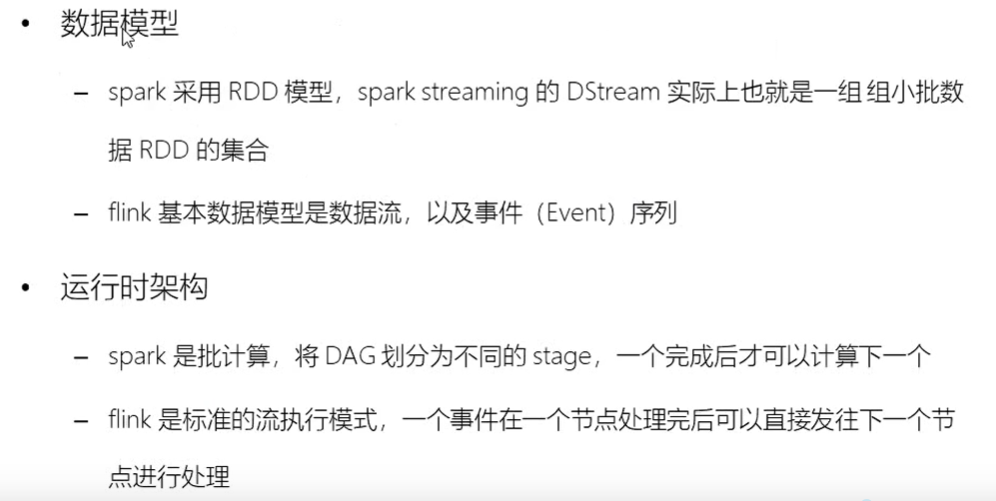 • 数据模型
– spark 采用 RDD 模型，spark streaming 的 DStream 实际上也就是一组组小批数
据 RDD 的集合
– flink 基本数据模型是数据流，以及事件（Event）序列
• 运行时架构
– spark 是批计算，将 DAG 划分为不同的 stage，一个完成后才可以计算下一个
– flink 是标准的流执行模式，一个事件在一个节点处理完后可以直接发往下一个节
点进行处理